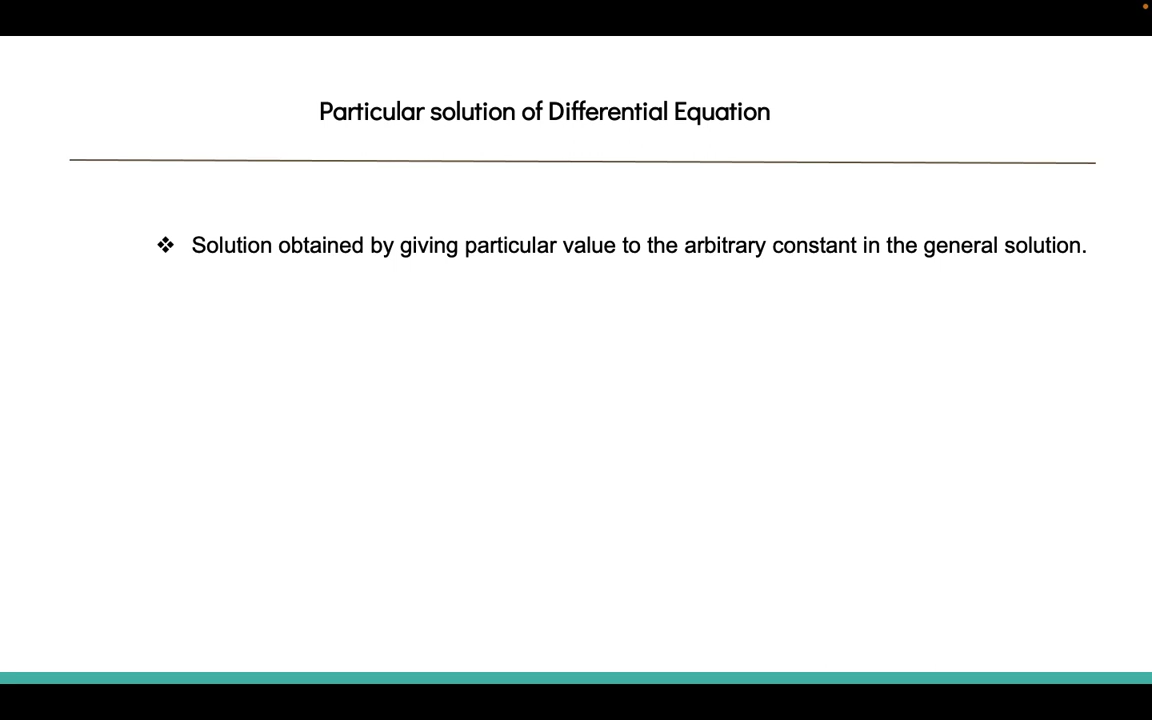 Particular solution of Differential Equation
❖ Solution obtained by giving particular value to the arbitrary constant in the general solution.